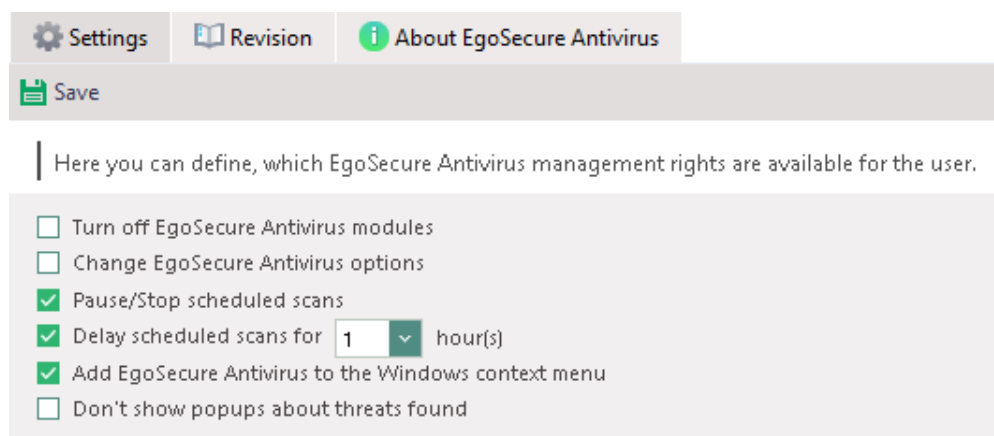 Settings Revision About EgoSecure Antivirus
Save
Here you can define, which EgoSecure Antivirus management rights are available for the user.
Turn off EgoSecure Antivirus modules
Change EgoSecure Antivirus options
Pause/Stop scheduled scans
Delay scheduled scans for 1 hour(s)
Add EgoSecure Antivirus to the Windows context menu
Don't show popups about threats found